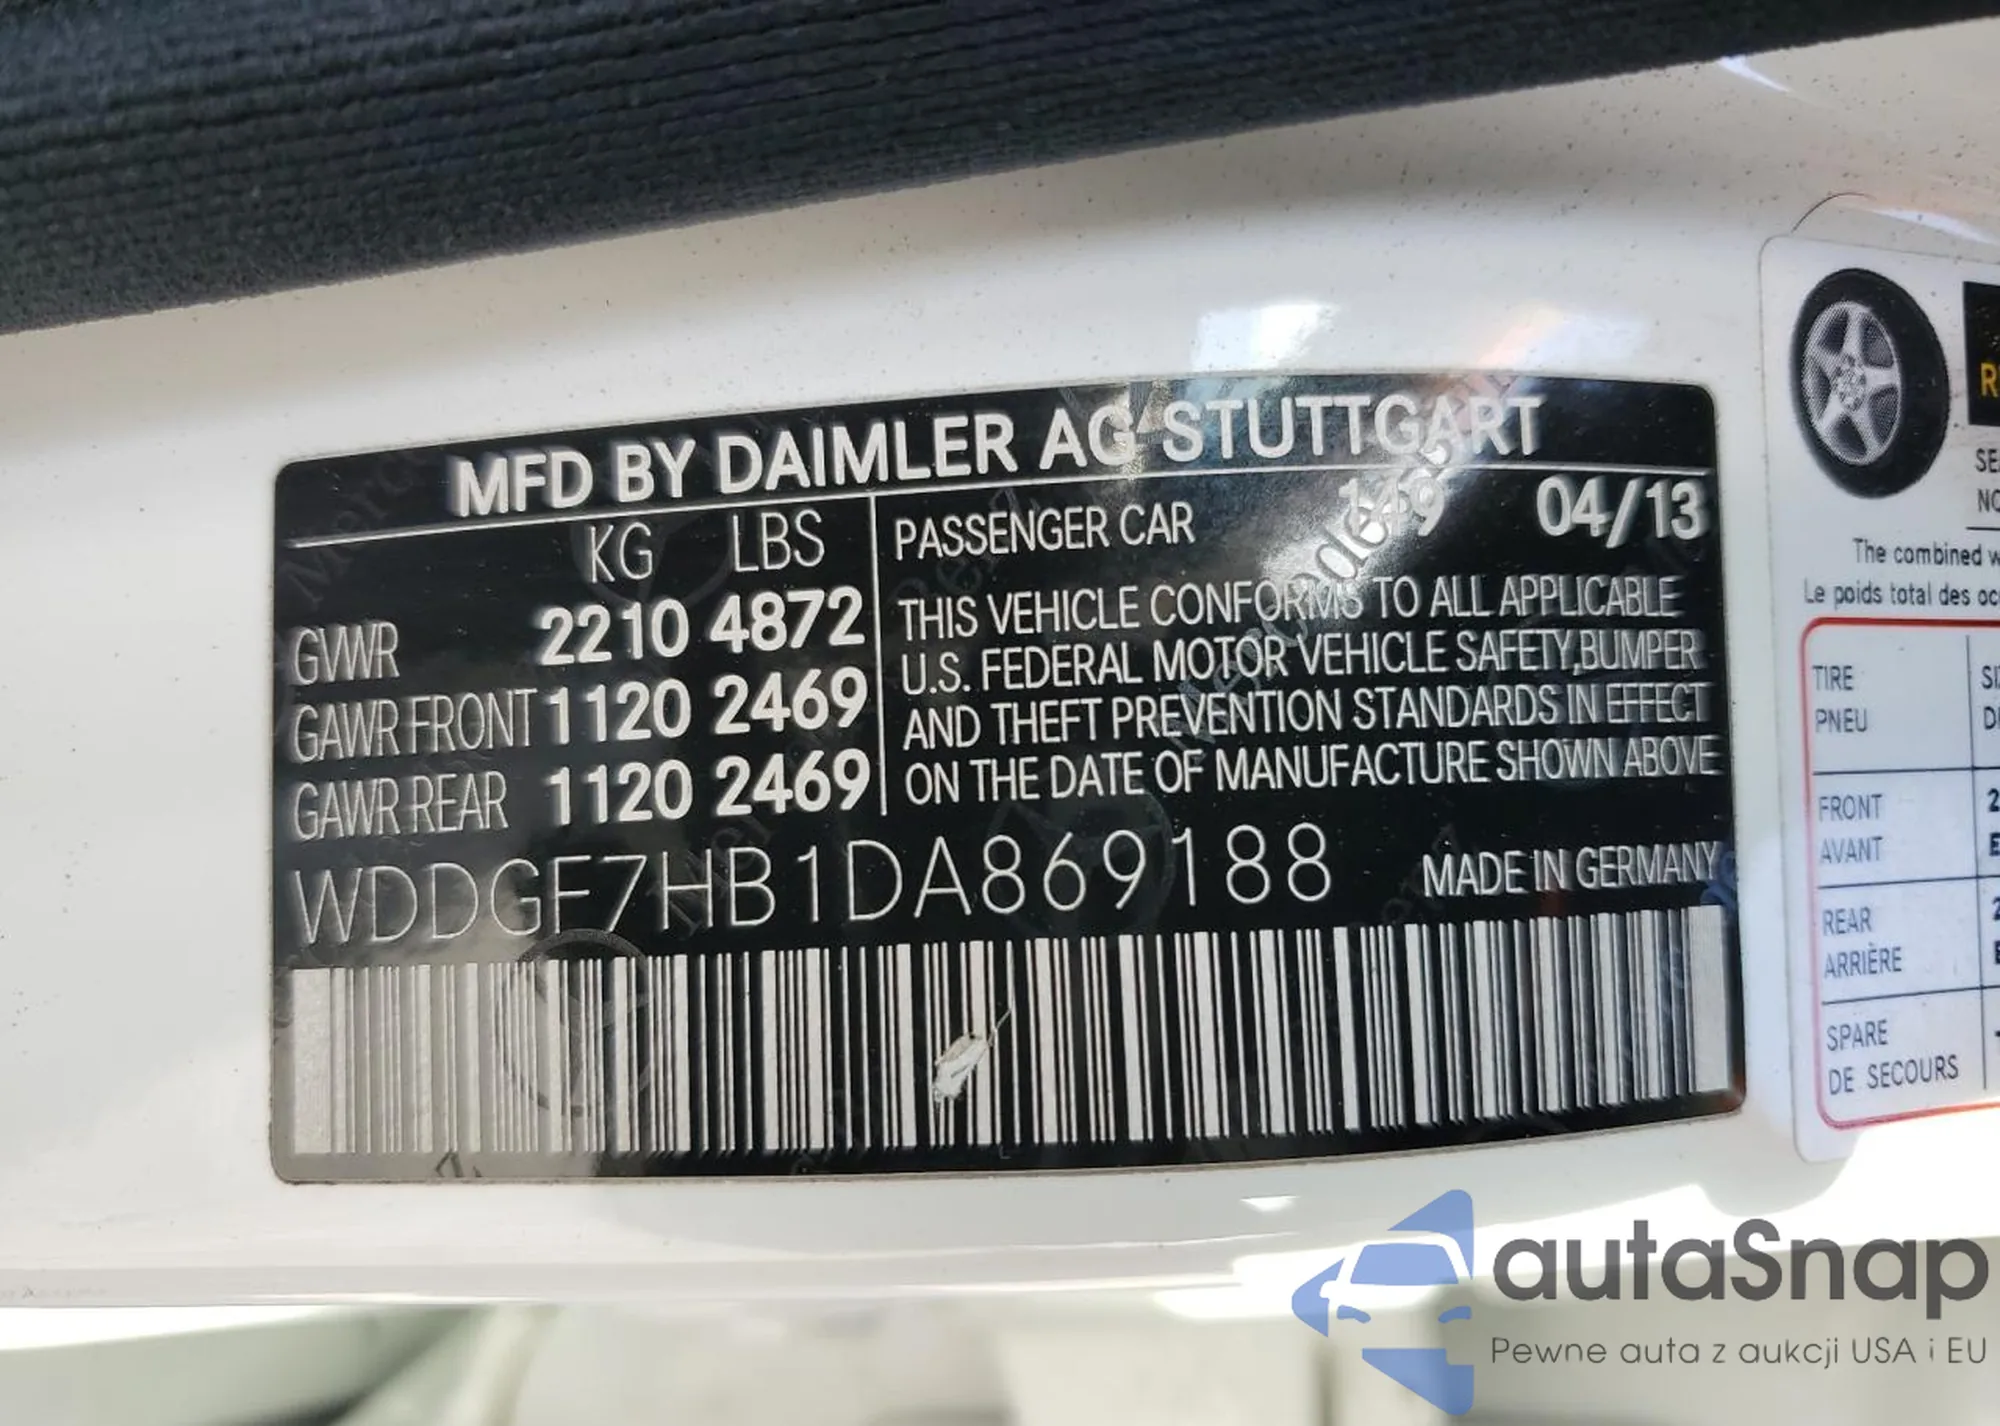 MFD BY DAIMLER AG STUTTGART
KG LBS
GVWR 2210 4872
GAWR FRONT 1120 2469
GAWR REAR 1120 2469
PASSENGER CAR 149 04/13
THIS VEHICLE CONFORMS TO ALL APPLICABLE
U.S. FEDERAL MOTOR VEHICLE SAFETY,BUMPER
AND THEFT PREVENTION STANDARDS IN EFFECT
ON THE DATE OF MANUFACTURE SHOWN ABOVE
WDDGF7HB1DA869188 MADE IN GERMANY
The combined
Le poids total des
TIRE
PNEU
FRONT
AVANT
REAR
ARRIÈRE
SPARE
DE SECOURS
autaSnap
Pewne auta z aukcji USA i EU